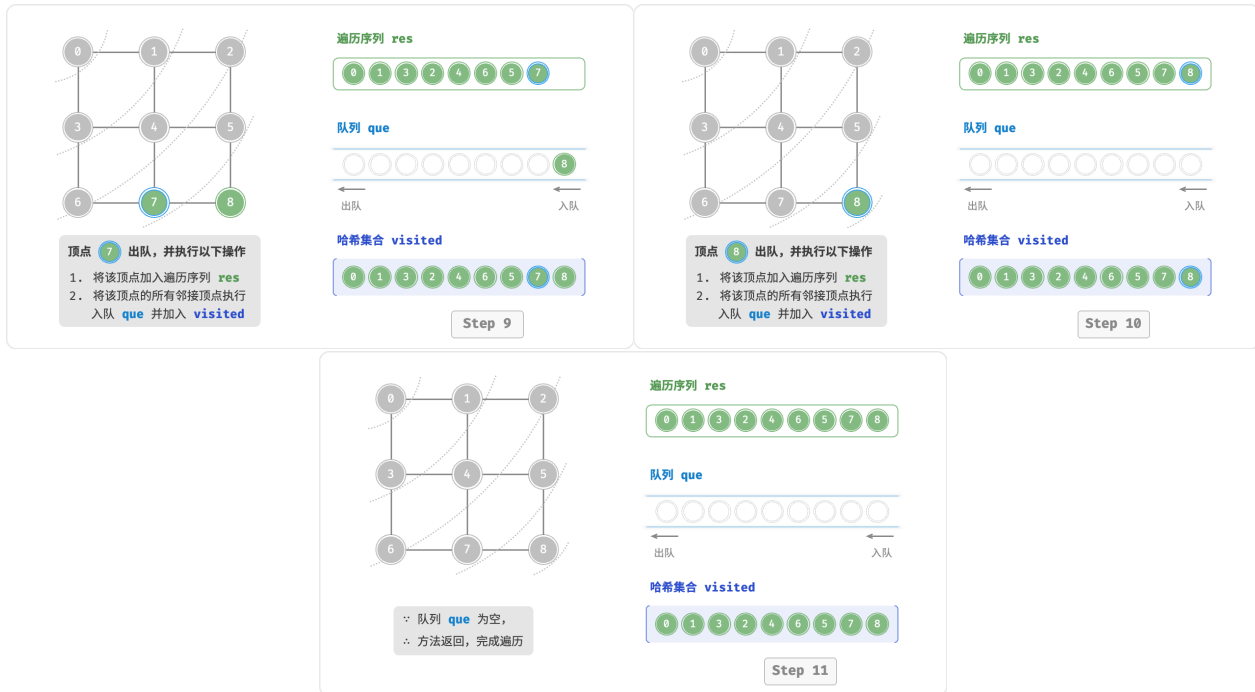 0 1 2
3 4 5
6 7 8
顶点 7 出队，并执行以下操作
1. 将该顶点加入遍历序列 res
2. 将该顶点的所有邻接顶点执行
入队 que 并加入 visited
遍历序列 res
0 1 3 2 4 6 5 7
队列 que
8
出队 入队
哈希集合 visited
0 1 3 2 4 6 5 7 8
Step 9
0 1 2
3 4 5
6 7 8
顶点 8 出队，并执行以下操作
1. 将该顶点加入遍历序列 res
2. 将该顶点的所有邻接顶点执行
入队 que 并加入 visited
遍历序列 res
0 1 3 2 4 6 5 7 8
队列 que
出队 入队
哈希集合 visited
0 1 3 2 4 6 5 7 8
Step 10
0 1 2
3 4 5
6 7 8
∵ 队列 que 为空，
∴ 方法返回，完成遍历
遍历序列 res
0 1 3 2 4 6 5 7 8
队列 que
出队 入队
哈希集合 visited
0 1 3 2 4 6 5 7 8
Step 11